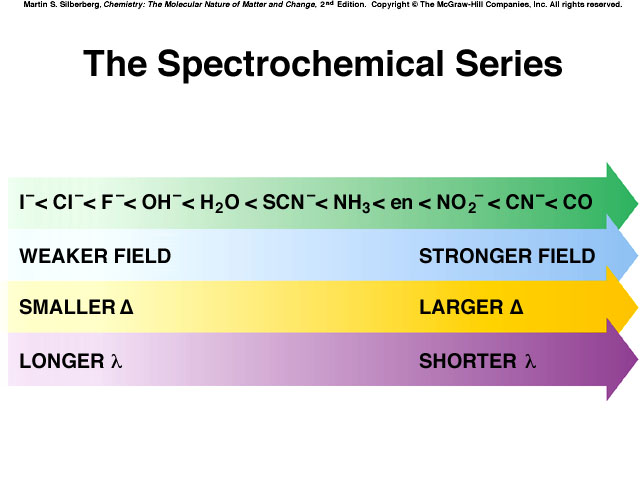 Martin S. Silberberg, Chemistry: The Molecular Nature of Matter and Change, 2nd Edition. Copyright © The McGraw-Hill Companies, Inc. All rights reserved.
The Spectrochemical Series
I⁻< Cl⁻< F⁻< OH⁻< H₂O < SCN⁻< NH₃< en < NO₂⁻ < CN⁻< CO
WEAKER FIELD STRONGER FIELD
SMALLER Δ LARGER Δ
LONGER λ SHORTER λ